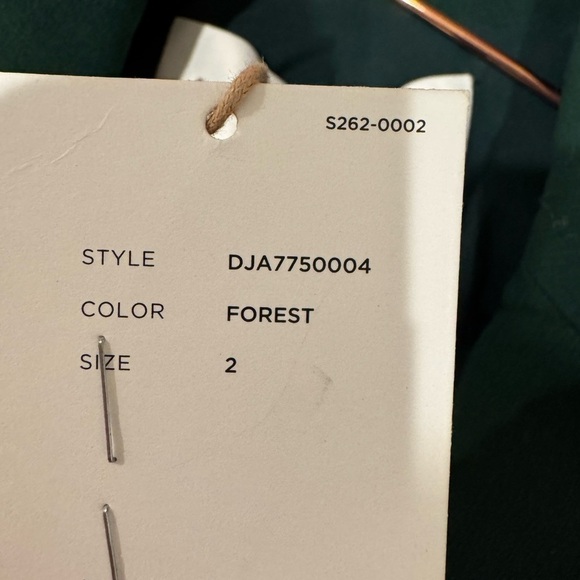 S262-0002
STYLE DJA7750004
COLOR FOREST
SIZE 2